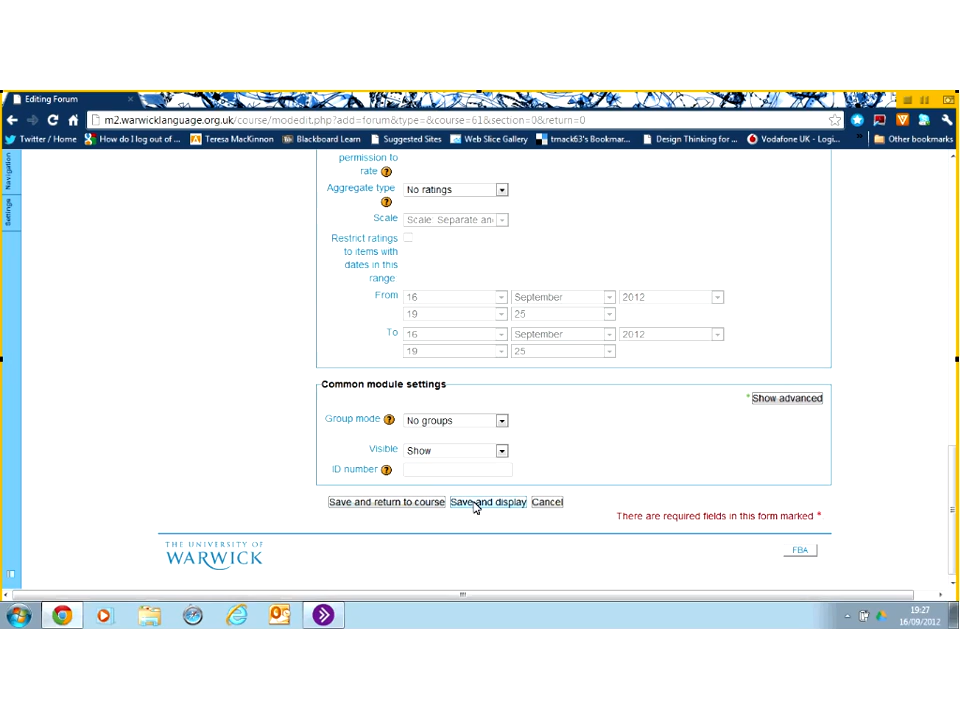 Editing Forum
m2.warwicklanguage.org.uk/course/modedit.php?add=forum&type=&course=61&section=0&return=0
Twitter / Home How do I log out of ... Teresa MacKinnon Blackboard Learn Suggested Sites Web Slice Gallery tmack63's Bookmar... Design Thinking for ... Vodafone UK - Logi... Other bookmarks
Navigation
Settings
permission to
rate
Aggregate type No ratings
Scale Scale: Separate an
Restrict ratings
to items with
dates in this
range
From 16 September 2012
19 25
To 16 September 2012
19 25
Common module settings
* Show advanced
Group mode No groups
Visible Show
ID number
Save and return to course Save and display Cancel
There are required fields in this form marked *
THE UNIVERSITY OF
WARWICK
FBA
19:27
16/09/2012